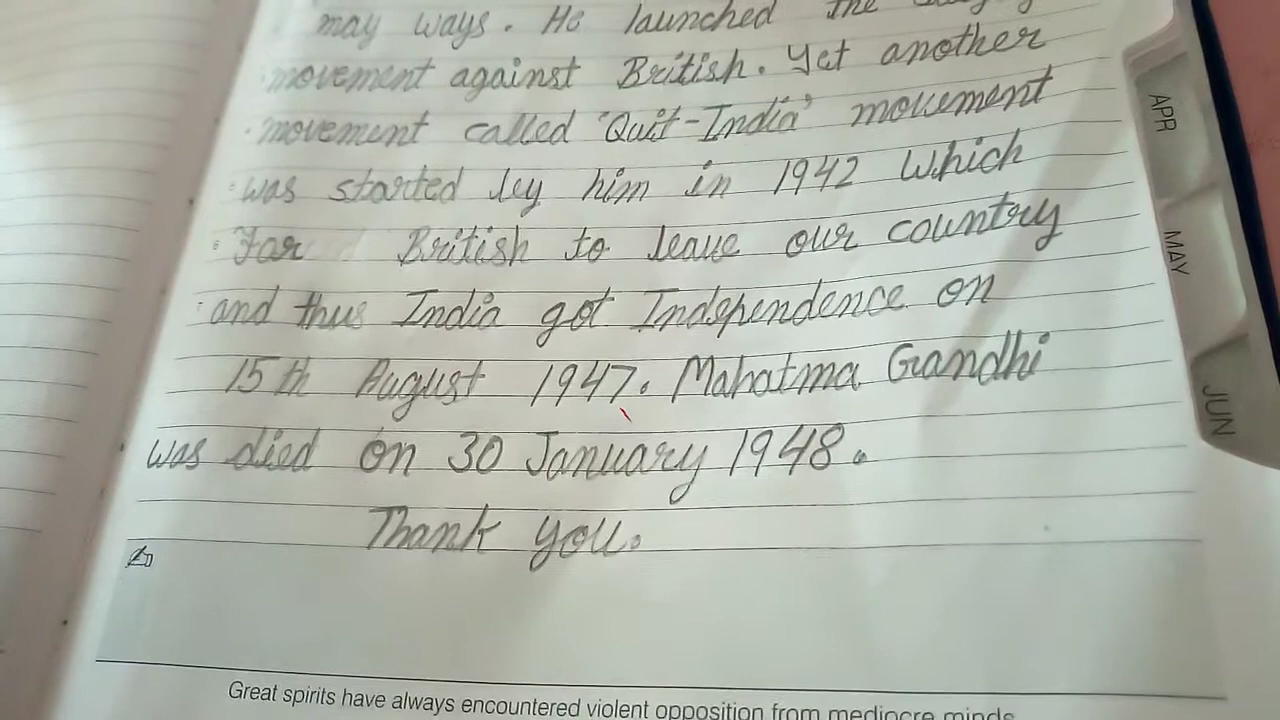 may ways. He launched the
movement against British. Yet another
movement called 'Quit-India' movement
was started by him in 1942 Which
For British to leave our country
and thus India got Independence on
15 th August 1947. Mahatma Gandhi
was died on 30 January 1948.
Thank you.
Great spirits have always encountered violent opposition from mediocre minds
APR
MAY
JUN